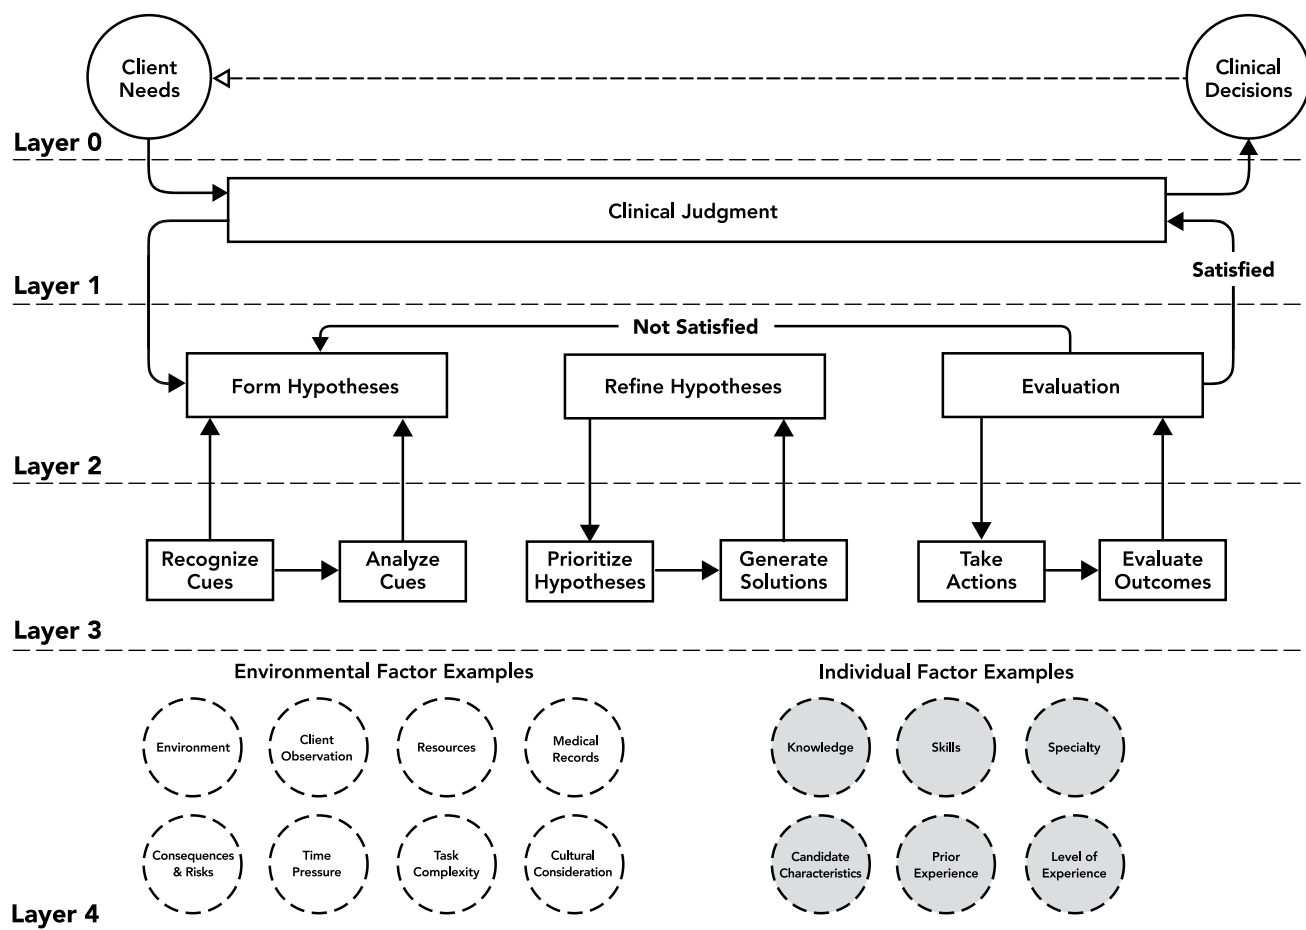 Client
Needs
Clinical
Decisions
Layer 0
Clinical Judgment
Satisfied
Layer 1
Not Satisfied
Form Hypotheses
Refine Hypotheses
Evaluation
Layer 2
Recognize
Cues
Analyze
Cues
Prioritize
Hypotheses
Generate
Solutions
Take
Actions
Evaluate
Outcomes
Layer 3
Environmental Factor Examples
Environment
Client
Observation
Resources
Medical
Records
Consequences
& Risks
Time
Pressure
Task
Complexity
Cultural
Consideration
Individual Factor Examples
Knowledge
Skills
Specialty
Candidate
Characteristics
Prior
Experience
Level of
Experience
Layer 4